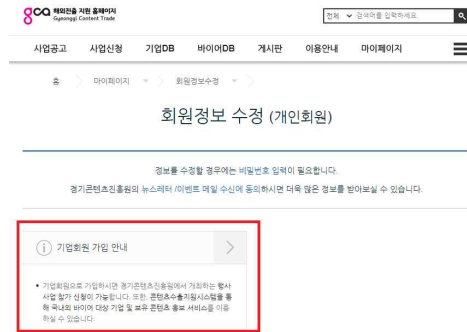 gca 해외진출 지원 홈페이지
Gyeonggi Content Trade
전체 검색어를 입력하세요.
사업공고 사업신청 기업DB 바이어DB 게시판 이용안내 마이페이지
홈 마이페이지 회원정보수정
회원정보 수정 (개인회원)
정보를 수정할 경우에는 비밀번호 입력이 필요합니다.
경기콘텐츠진흥원의 뉴스레터 /이벤트 메일 수신에 동의하시면 더욱 많은 정보를 받아보실 수 있습니다.
기업회원 가입 안내
기업회원으로 가입하시면 경기콘텐츠진흥원에서 개최하는 행사
사업 참가 신청이 가능합니다. 또한, 콘텐츠수출지원시스템을 통
해 국내외 바이어 대상 기업 및 보유 콘텐츠 홍보 서비스를 이용
하실 수 있습니다.